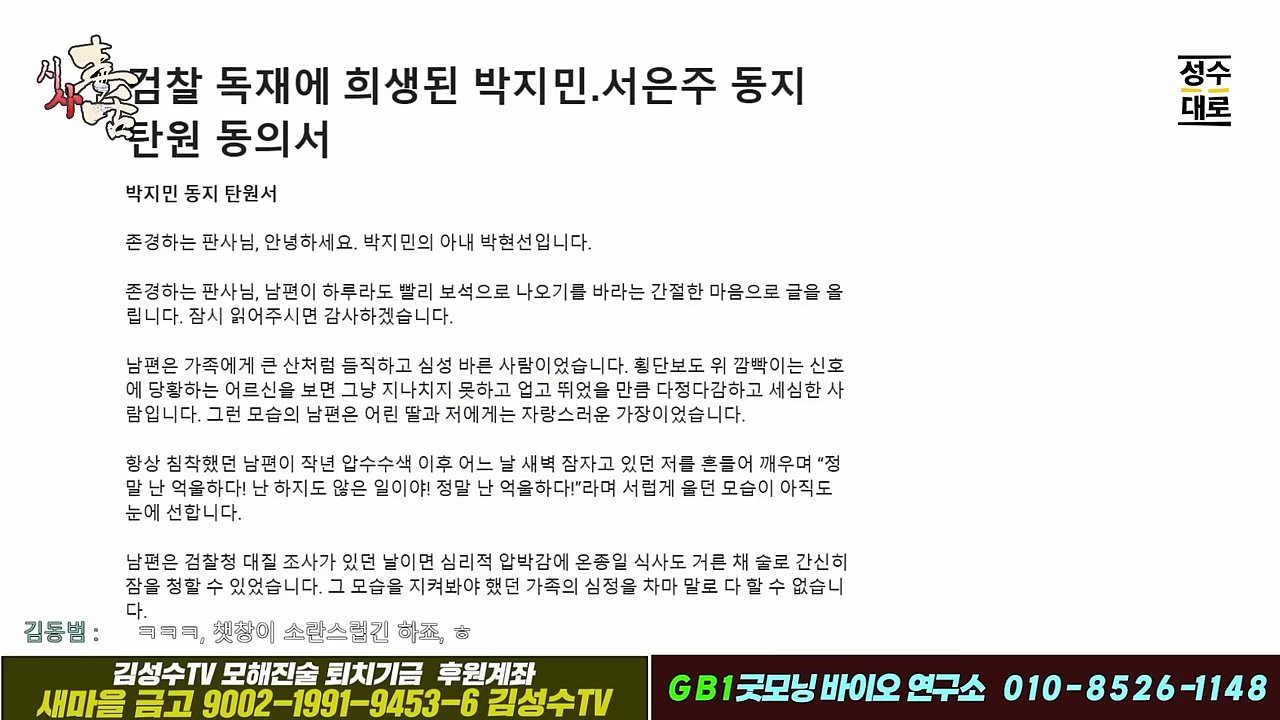 시사
검찰 독재에 희생된 박지민.서은주 동지
탄원 동의서
성수
대로
박지민 동지 탄원서
존경하는 판사님, 안녕하세요. 박지민의 아내 박현선입니다.
존경하는 판사님, 남편이 하루라도 빨리 보석으로 나오기를 바라는 간절한 마음으로 글을 올
립니다. 잠시 읽어주시면 감사하겠습니다.
남편은 가족에게 큰 산처럼 듬직하고 심성 바른 사람이었습니다. 횡단보도 위 깜빡이는 신호
에 당황하는 어르신을 보면 그냥 지나치지 못하고 업고 뛰었을 만큼 다정다감하고 세심한 사
람입니다. 그런 모습의 남편은 어린 딸과 저에게는 자랑스러운 가장이었습니다.
항상 침착했던 남편이 작년 압수수색 이후 어느 날 새벽 잠자고 있던 저를 흔들어 깨우며 “정
말 난 억울하다! 난 하지도 않은 일이야! 정말 난 억울하다!”라며 서럽게 울던 모습이 아직도
눈에 선합니다.
남편은 검찰청 대질 조사가 있던 날이면 심리적 압박감에 온종일 식사도 거른 채 술로 간신히
잠을 청할 수 있었습니다. 그 모습을 지켜봐야 했던 가족의 심정을 차마 말로 다 할 수 없습니
다.
김동범 : ㅋㅋㅋ, 챗창이 소란스럽긴 하죠, ㅎ
김성수TV 모해진술 퇴치기금 후원계좌
새마을 금고 9002-1991-9453-6 김성수TV
GB1굿모닝 바이오 연구소 010-8526-1148